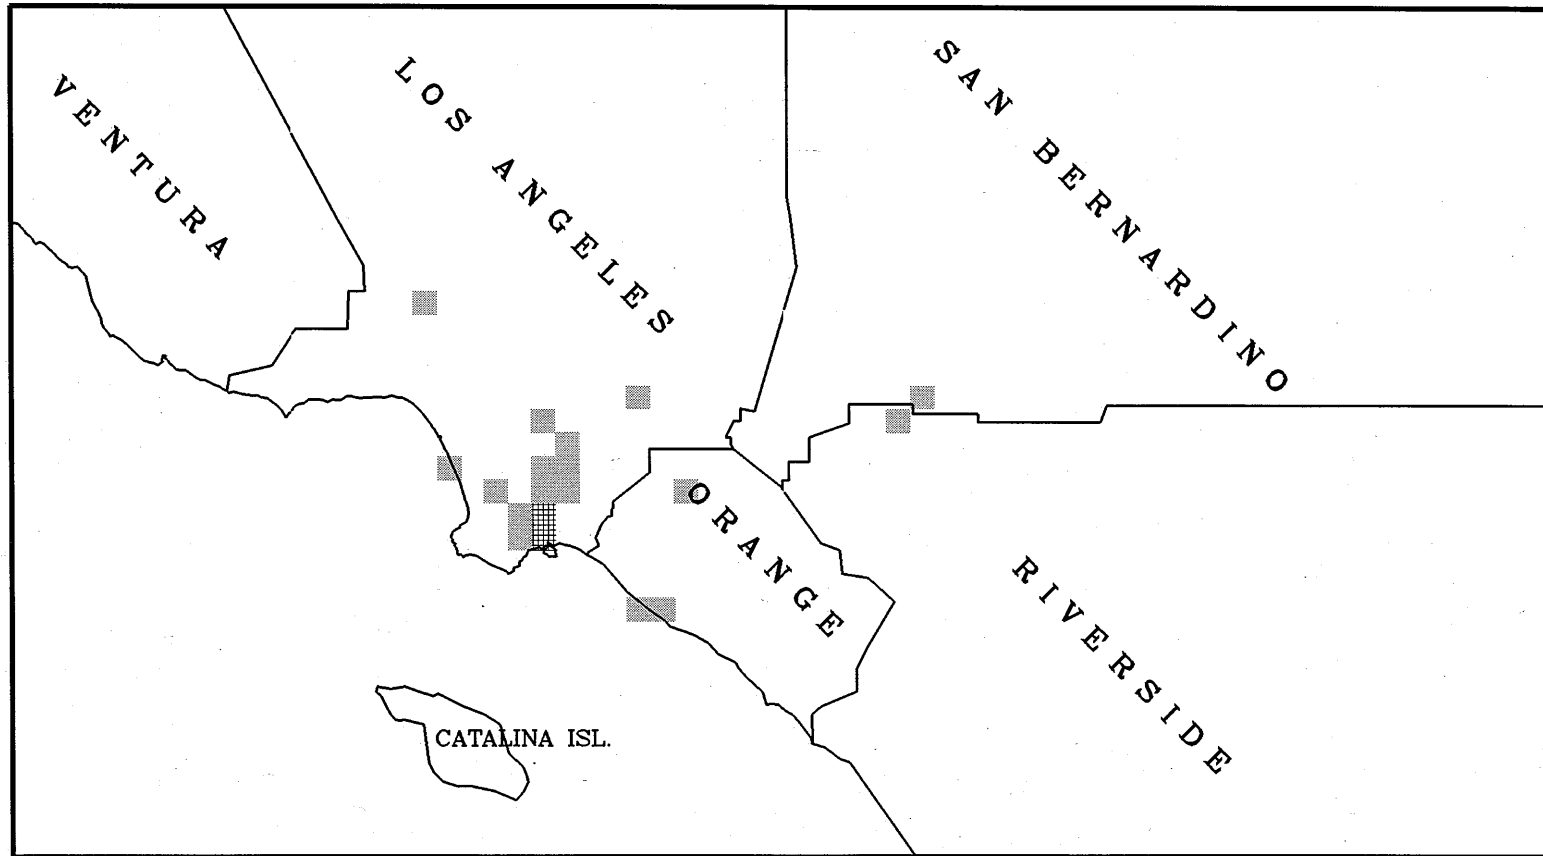 VENTURA
LOS ANGELES
SAN BERNARDINO
ORANGE
RIVERSIDE
CATALINA ISL.